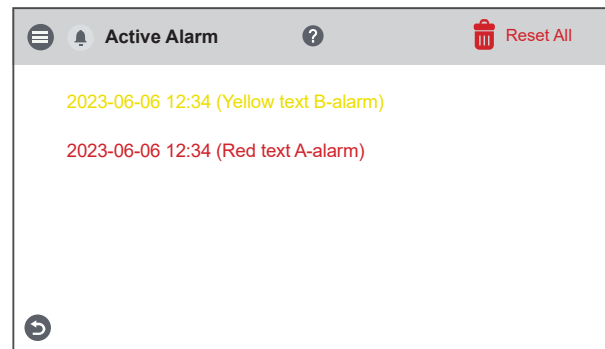 Active Alarm ? Reset All
2023-06-06 12:34 (Yellow text B-alarm)
2023-06-06 12:34 (Red text A-alarm)